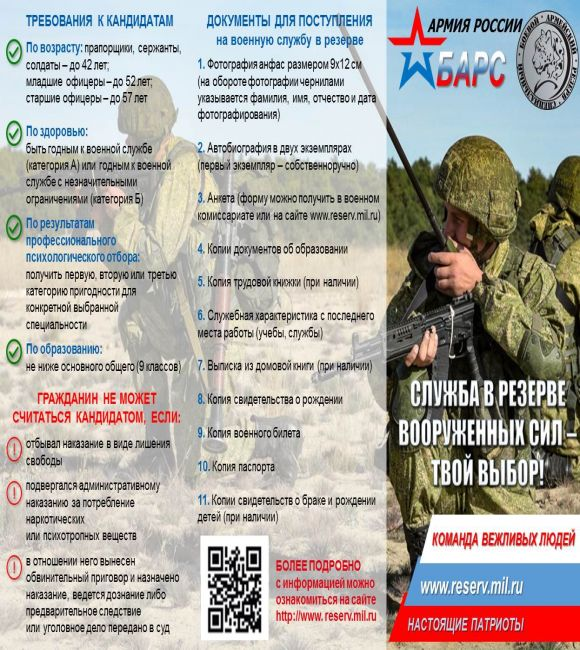 ТРЕБОВАНИЯ К КАНДИДАТАМ
По возрасту: прапорщики, сержанты,
солдаты – до 42 лет;
младшие офицеры – до 52 лет;
старшие офицеры – до 57 лет
По здоровью:
быть годным к военной службе
(категория А) или годным к военной
службе с незначительными
ограничениями (категория Б)
По результатам
профессионального
психологического отбора:
получить первую, вторую или третью
категорию пригодности для
конкретной выбранной
специальности
По образованию:
не ниже основного общего (9 классов)
ГРАЖДАНИН НЕ МОЖЕТ
СЧИТАТЬСЯ КАНДИДАТОМ, ЕСЛИ:
отбывал наказание в виде лишения
свободы
подвергался административному
наказанию за потребление
наркотических
или психотропных веществ
в отношении него вынесен
обвинительный приговор и назначено
наказание, ведется дознание либо
предварительное следствие
или уголовное дело передано в суд
ДОКУМЕНТЫ ДЛЯ ПОСТУПЛЕНИЯ
на военную службу в резерве
1. Фотография анфас размером 9х12 см
(на обороте фотографии чернилами
указывается фамилия, имя, отчество и дата
фотографирования)
2. Автобиография в двух экземплярах
(первый экземпляр – собственноручно)
3. Анкета (форму можно получить в военном
комиссариате или на сайте www.reserv.mil.ru)
4. Копии документов об образовании
5. Копия трудовой книжки (при наличии)
6. Служебная характеристика с последнего
места работы (учебы, службы)
7. Выписка из домовой книги (при наличии)
8. Копия свидетельства о рождении
9. Копия военного билета
10. Копия паспорта
11. Копии свидетельств о браке и рождении
детей (при наличии)
БОЛЕЕ ПОДРОБНО
с информацией можно
ознакомиться на сайте
http://www.reserv.mil.ru
АРМИЯ РОССИИ
БАРС
БОЕВОЙ АРМЕЙСКИЙ РЕЗЕРВ СПЕЦИАЛЬНЫЙ
СЛУЖБА В РЕЗЕРВЕ
ВООРУЖЕННЫХ СИЛ –
ТВОЙ ВЫБОР!
КОМАНДА ВЕЖЛИВЫХ ЛЮДЕЙ
www.reserv.mil.ru
НАСТОЯЩИЕ ПАТРИОТЫ